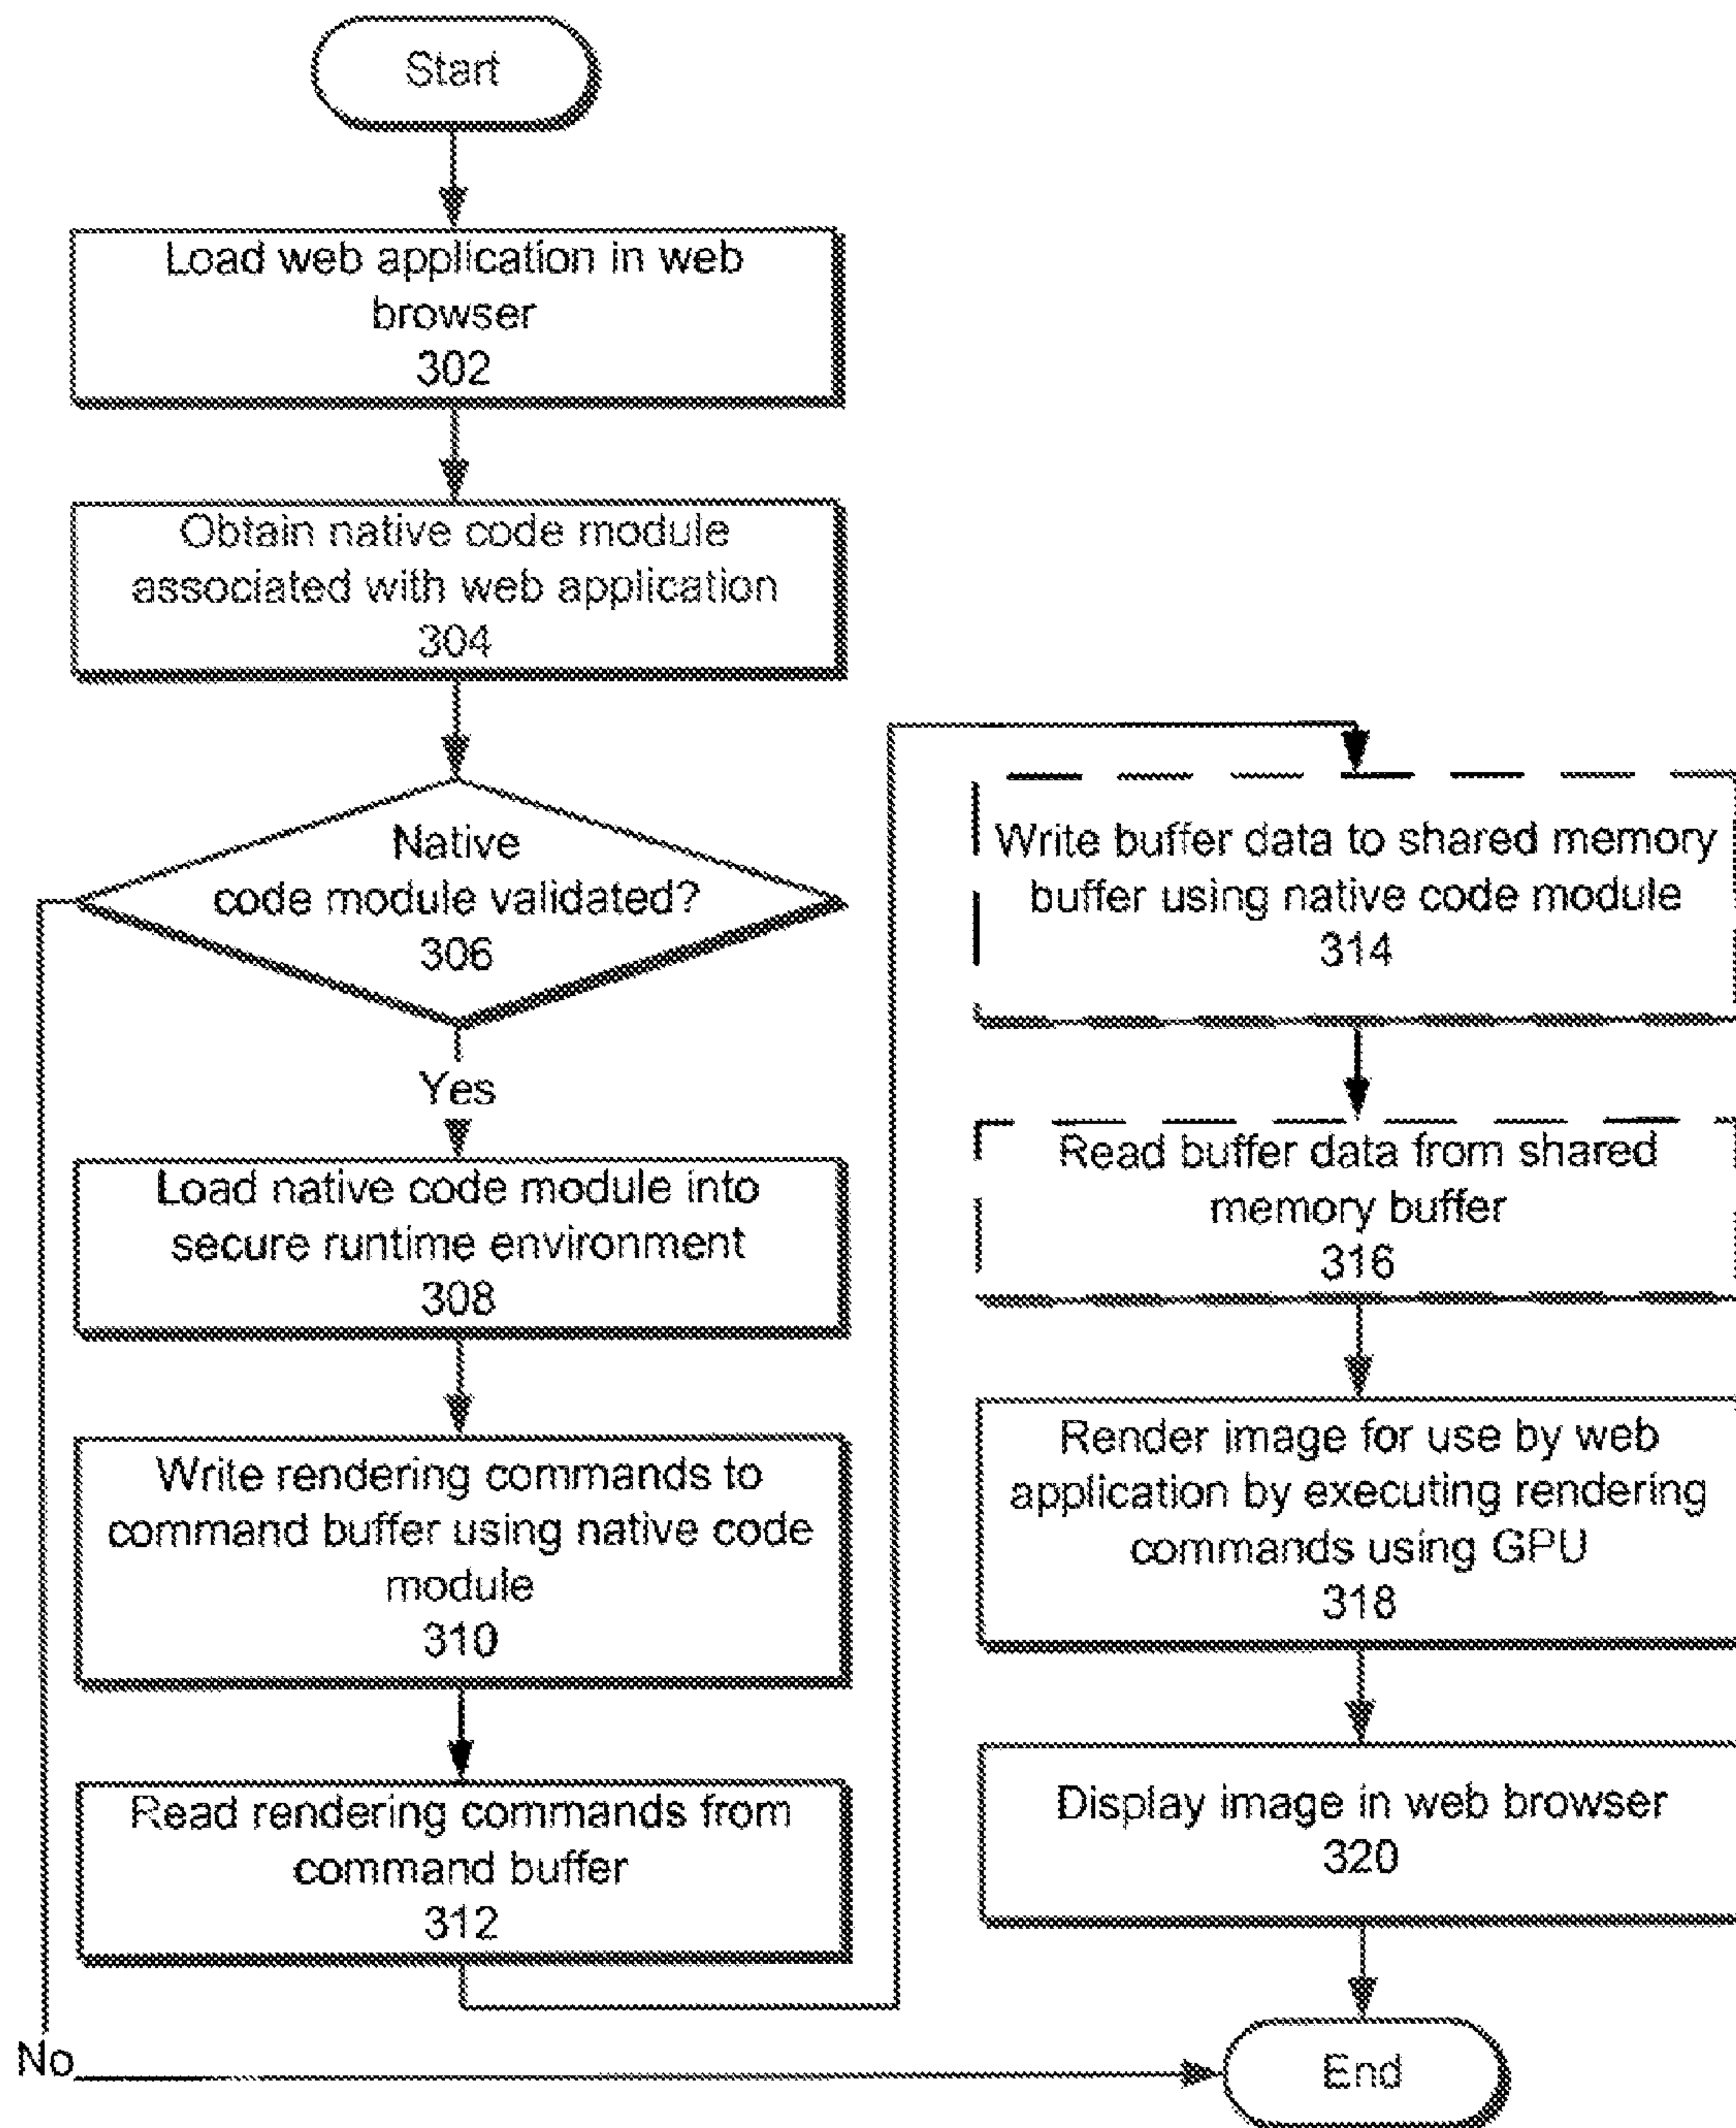 Start
Load web application in web
browser
302
Obtain native code module
associated with web application
304
Native
code module validated?
306
Yes
Load native code module into
secure runtime environment
308
Write rendering commands to
command buffer using native code
module
310
Read rendering commands from
command buffer
312
No
Write buffer data to shared memory
buffer using native code module
314
Read buffer data from shared
memory buffer
316
Render image for use by web
application by executing rendering
commands using GPU
318
Display image in web browser
320
End